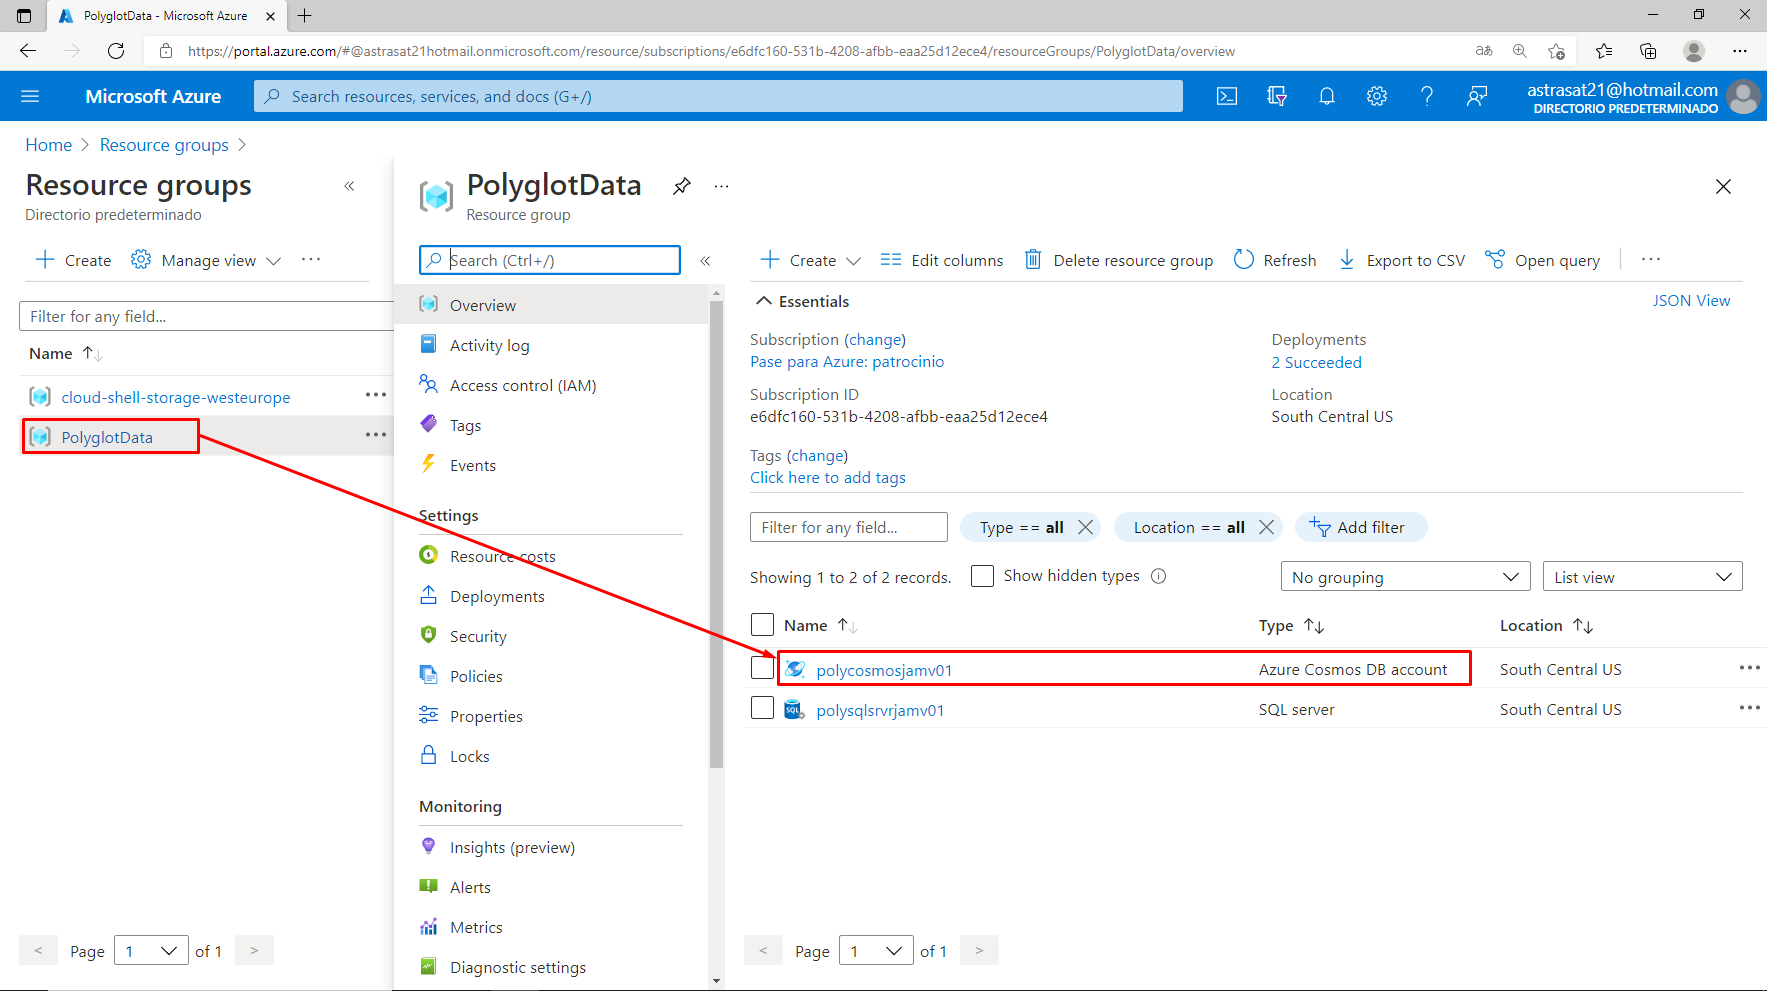 PolyglotData - Microsoft Azure
https://portal.azure.com/#@astrasat21hotmail.onmicrosoft.com/resource/subscriptions/e6dfc160-531b-4208-afbb-eaa25d12ece4/resourceGroups/PolyglotData/overview
Microsoft Azure
Search resources, services, and docs (G+/)
astrasat21@hotmail.com
DIRECTORIO PREDETERMINADO
Home > Resource groups >
Resource groups
Directorio predeterminado
+ Create Manage view ...
Filter for any field...
Name
cloud-shell-storage-westeurope
PolyglotData
< Page 1 of 1 >
PolyglotData
Resource group
Search (Ctrl+/)
Overview
Activity log
Access control (IAM)
Tags
Events
Settings
Resource costs
Deployments
Security
Policies
Properties
Locks
Monitoring
Insights (preview)
Alerts
Metrics
Diagnostic settings
+ Create Edit columns Delete resource group Refresh Export to CSV Open query ...
Essentials
JSON View
Subscription (change)
Pase para Azure: patrocinio
Subscription ID
e6dfc160-531b-4208-afbb-eaa25d12ece4
Tags (change)
Click here to add tags
Deployments
2 Succeeded
Location
South Central US
Filter for any field... Type == all Location == all Add filter
Showing 1 to 2 of 2 records. Show hidden types No grouping List view
Name Type Location
polycosmosjamv01 Azure Cosmos DB account South Central US
SQL polysqlsrvrjamv01 SQL server South Central US
< Page 1 of 1 >